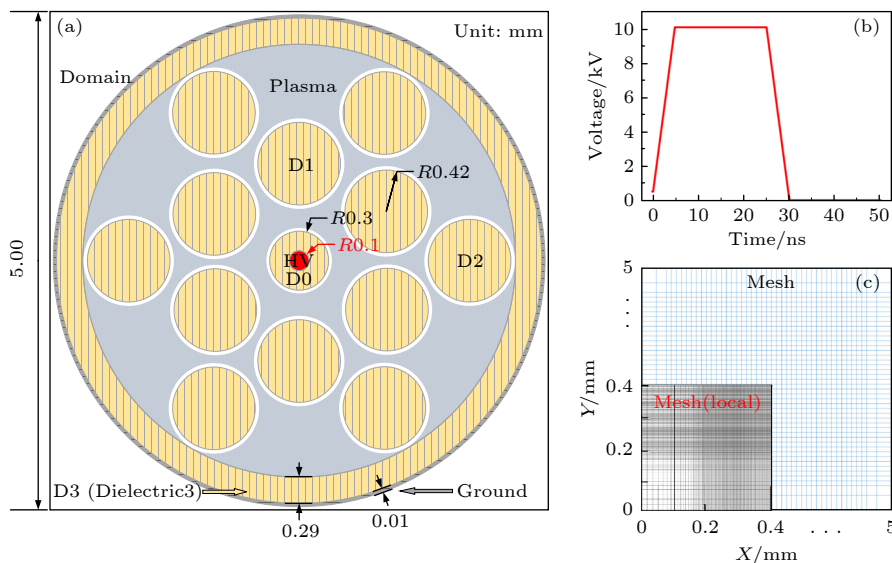 (a)
Unit: mm
Domain
Plasma
D1
R0.42
R0.3
R0.1
HV
D0
D2
5.00
D3 (Dielectric3)
Ground
0.29
0.01
(b)
Voltage/kV
10
8
6
4
2
0
0
10
20
30
40
50
Time/ns
(c)
Mesh
5
.
.
.
0.4
Mesh(local)
Y/mm
0.2
0
0
0.2
0.4
. . .
5
X/mm